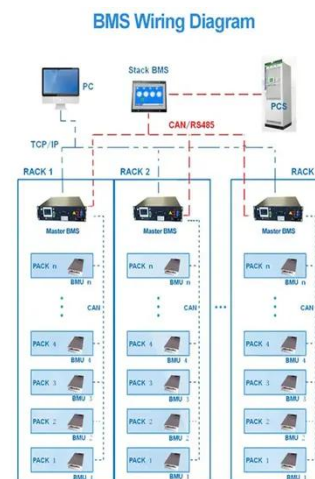 BMS Wiring Diagram
Stack BMS
PC
PCS
CAN/RS485
TCP/IP
RACK 1
RACK 2
RACK
Master BMS
Master BMS
Master BMS
PACK n
BMU n
PACK n
BMU n
PACK n
BMU n
CAN
CAN
CAN
PACK 4
BMU 4
PACK 4
BMU 4
PACK 4
BMU 4
PACK 3
BMU 3
PACK 3
BMU 3
PACK 3
BMU 3
PACK 2
BMU 2
PACK 2
BMU 2
PACK 2
BMU 2
PACK 1
BMU 1
PACK 1
BMU 1
PACK 1
BMU 1